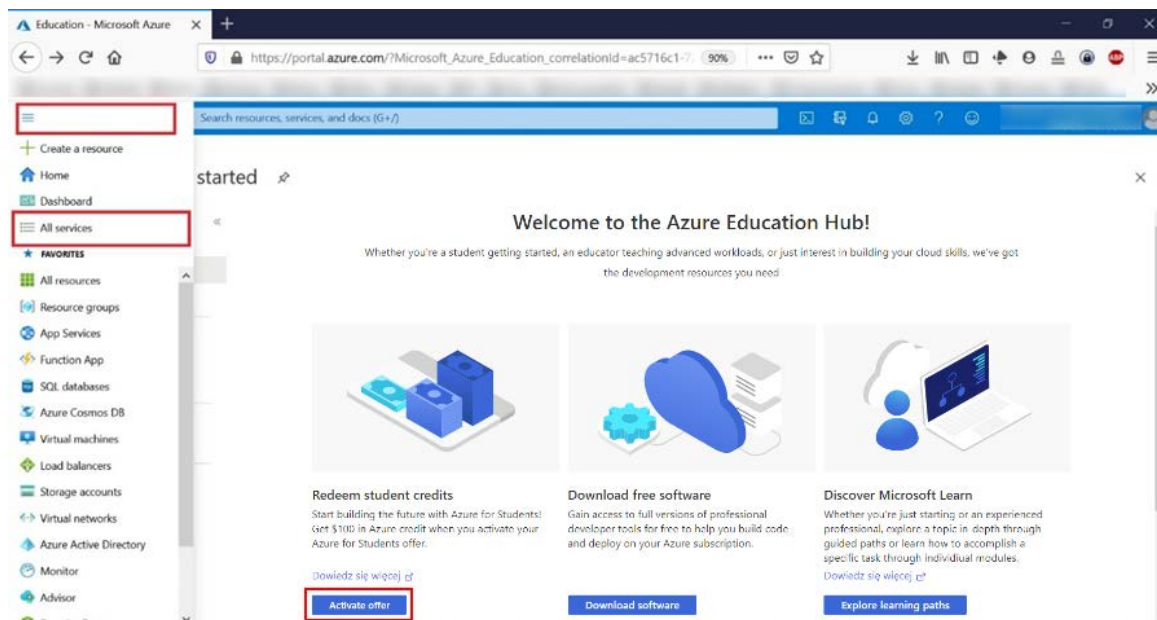 Education - Microsoft Azure
https://portal.azure.com/?Microsoft_Azure_Education_correlationId=ac5716c1-7
90%
Search resources, services, and docs (G+/)
Create a resource
Home
started
Dashboard
All services
FAVORITES
All resources
Resource groups
App Services
Function App
SQL databases
Azure Cosmos DB
Virtual machines
Load balancers
Storage accounts
Virtual networks
Azure Active Directory
Monitor
Advisor
Welcome to the Azure Education Hub!
Whether you're a student getting started, an educator teaching advanced workloads, or just interest in building your cloud skills, we've got
the development resources you need
Redeem student credits
Start building the future with Azure for Students!
Get $100 in Azure credit when you activate your
Azure for Students offer.
Dowiedz się więcej
Activate offer
Download free software
Gain access to full versions of professional
developer tools for free to help you build code
and deploy on your Azure subscription.
Download software
Discover Microsoft Learn
Whether you're just starting or an experienced
professional, explore a topic in-depth through
guided paths or learn how to accomplish a
specific task through individiual modules.
Dowiedz się więcej
Explore learning paths